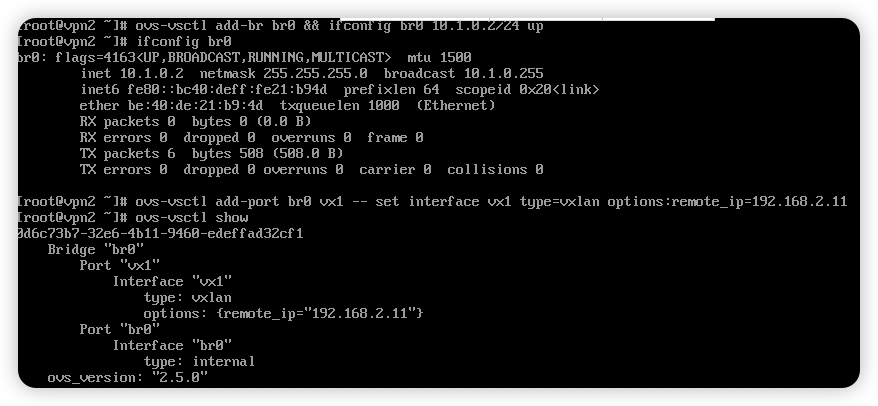 [root@vpn2 ~]# ovs-vsctl add-br br0 && ifconfig br0 10.1.0.2/24 up
[root@vpn2 ~]# ifconfig br0
br0: flags=4163<UP,BROADCAST,RUNNING,MULTICAST>  mtu 1500
        inet 10.1.0.2  netmask 255.255.255.0  broadcast 10.1.0.255
        inet6 fe80::bc40:deff:fe21:b94d  prefixlen 64  scopeid 0x20<link>
        ether be:40:de:21:b9:4d  txqueuelen 1000  (Ethernet)
        RX packets 0  bytes 0 (0.0 B)
        RX errors 0  dropped 0  overruns 0  frame 0
        TX packets 6  bytes 508 (508.0 B)
        TX errors 0  dropped 0 overruns 0  carrier 0  collisions 0
[root@vpn2 ~]# ovs-vsctl add-port br0 vx1 -- set interface vx1 type=vxlan options:remote_ip=192.168.2.11
[root@vpn2 ~]# ovs-vsctl show
0d6c73b7-32e6-4b11-9460-edeffad32cf1
    Bridge "br0"
        Port "vx1"
            Interface "vx1"
                type: vxlan
                options: {remote_ip="192.168.2.11"}
        Port "br0"
            Interface "br0"
                type: internal
    ovs_version: "2.5.0"